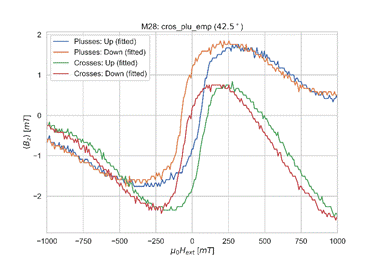 M28: cros_plu_emp (42.5°)
Plusses: Up (fitted)
Plusses: Down (fitted)
Crosses: Up (fitted)
Crosses: Down (fitted)
2
1
0
−1
−2
⟨B_z⟩ [mT]
−1000 −750 −500 −250 0 250 500 750 1000
μ₀H_ext [mT]